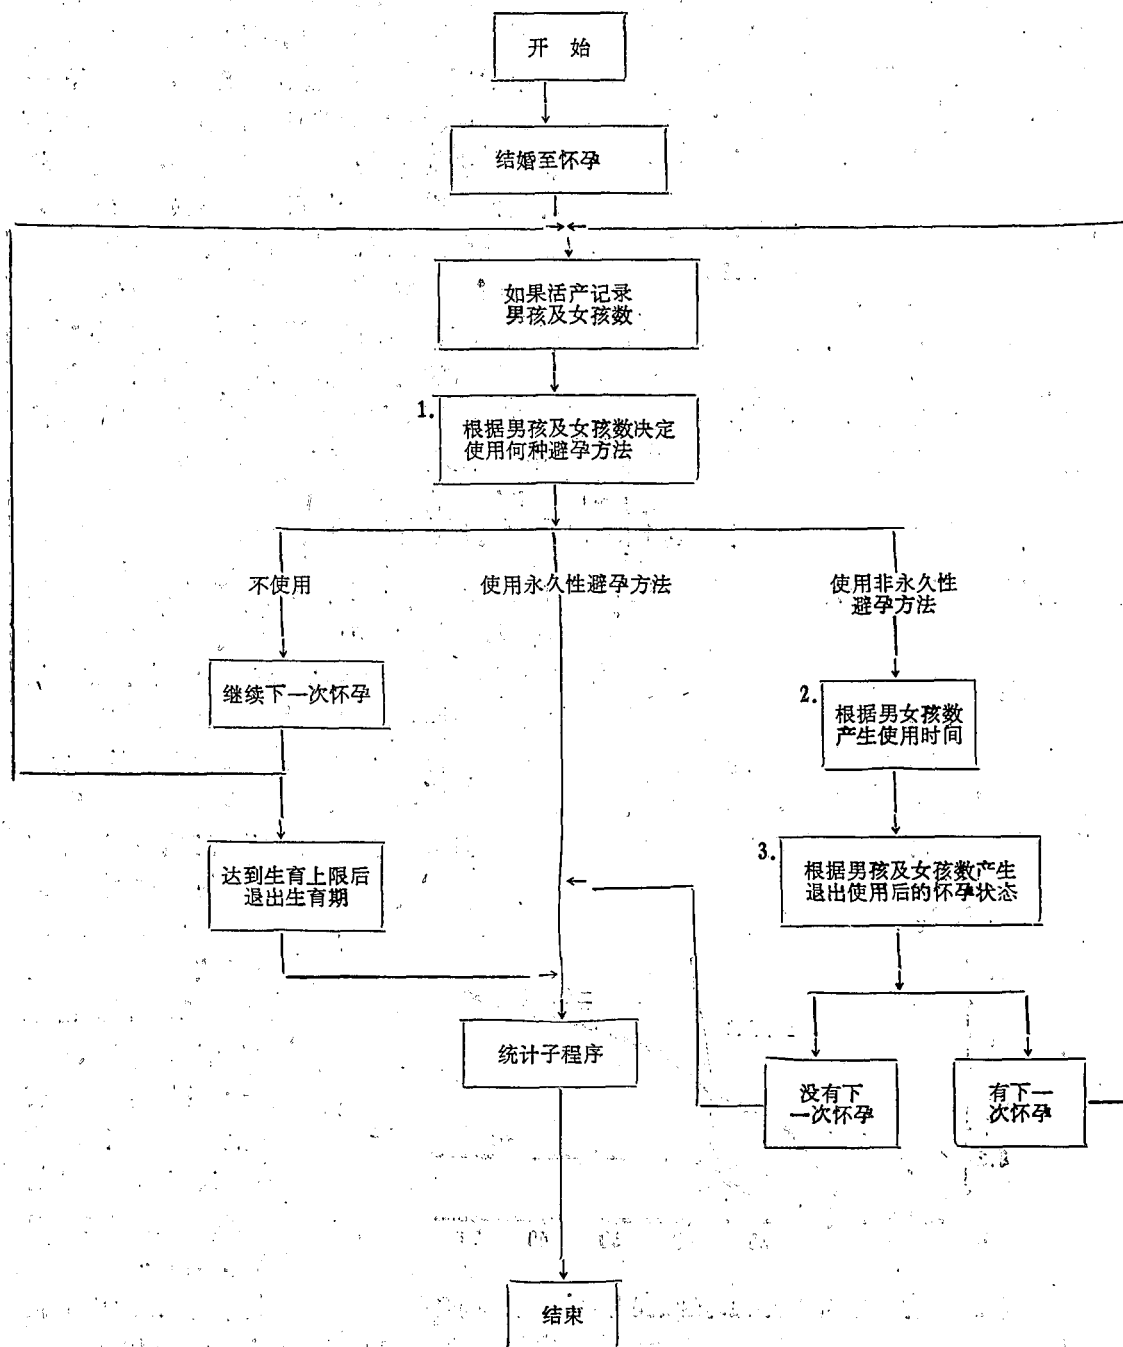 开 始
结婚至怀孕
如果活产记录
男孩及女孩数
1.
根据男孩及女孩数决定
使用何种避孕方法
不使用
使用永久性避孕方法
使用非永久性
避孕方法
继续下一次怀孕
2.
根据男女孩数
产生使用时间
达到生育上限后
退出生育期
3.
根据男孩及女孩数产生
退出使用后的怀孕状态
统计子程序
没有下
一次怀孕
有下一
次怀孕
结束